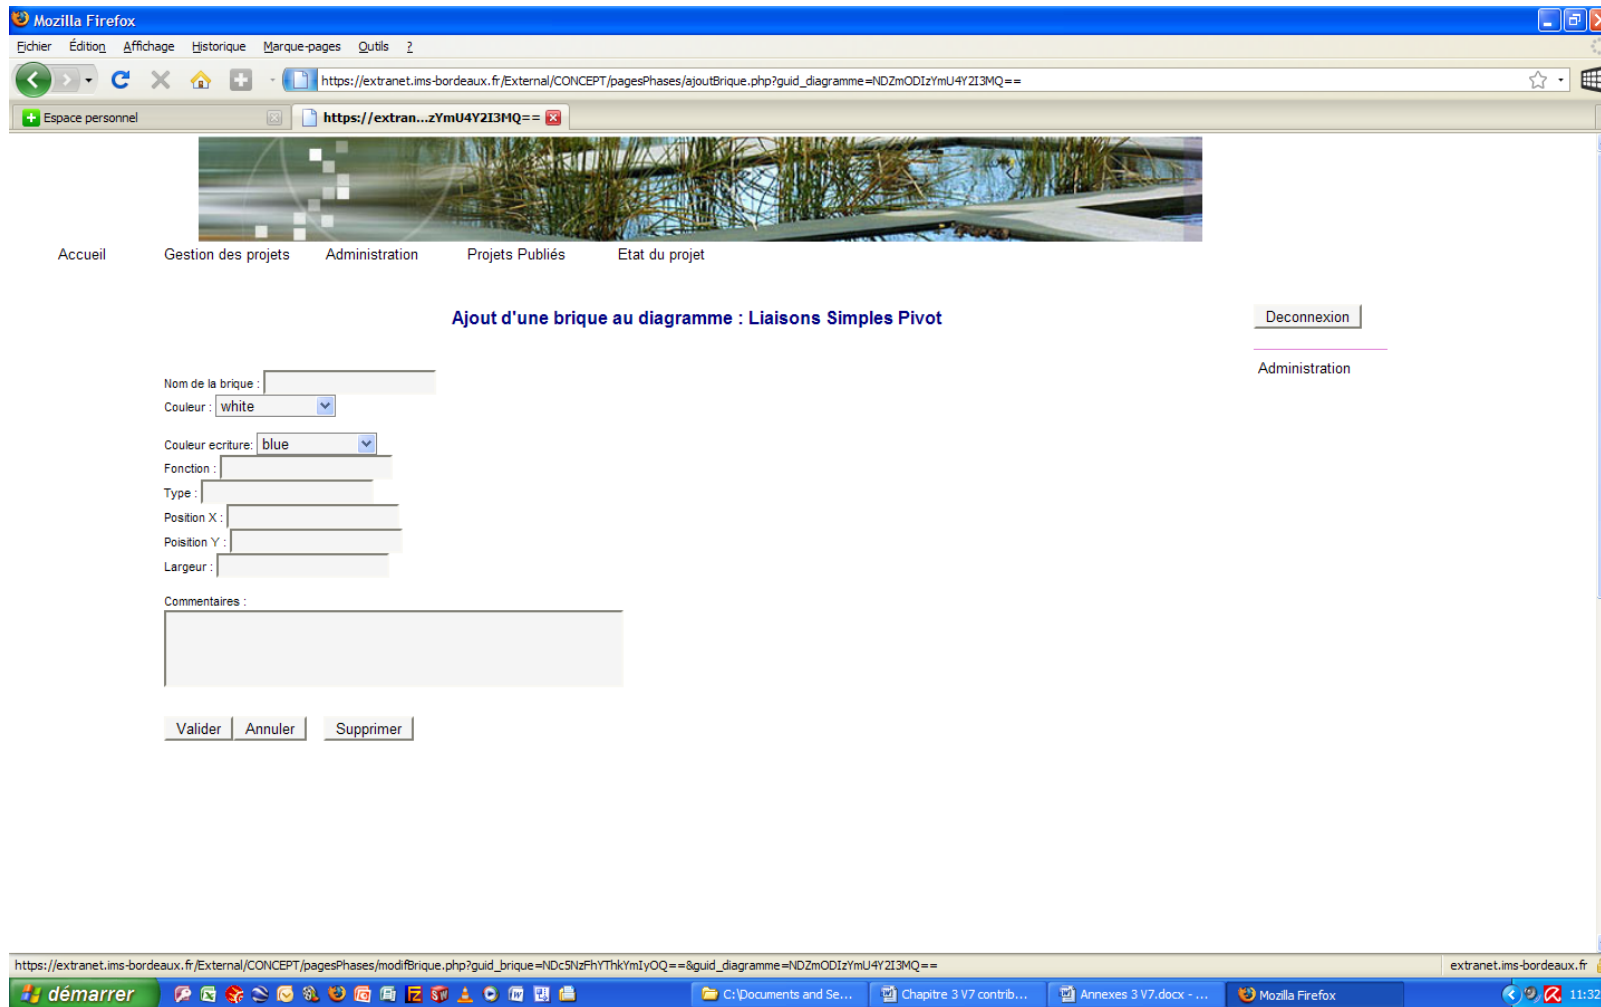 Mozilla Firefox
Fichier Édition Affichage Historique Marque-pages Outils ?
https://extranet.ims-bordeaux.fr/External/CONCEPT/pagesPhases/ajoutBrique.php?guid_diagramme=NDZmODIzYmU4Y2I3MQ==
Espace personnel https://extran...zYmU4Y2I3MQ==
Accueil Gestion des projets Administration Projets Publiés Etat du projet
Ajout d'une brique au diagramme : Liaisons Simples Pivot
Deconnexion
Administration
Nom de la brique :
Couleur : white
Couleur ecriture: blue
Fonction :
Type :
Position X :
Poisition Y :
Largeur :
Commentaires :
Valider Annuler Supprimer
https://extranet.ims-bordeaux.fr/External/CONCEPT/pagesPhases/modifBrique.php?guid_brique=NDc5NzFhYThkYmIyOQ==&guid_diagramme=NDZmODIzYmU4Y2I3MQ== extranet.ims-bordeaux.fr
démarrer C:\Documents and Se... Chapitre 3 V7 contrib... Annexes 3 V7.docx - ... Mozilla Firefox 11:32